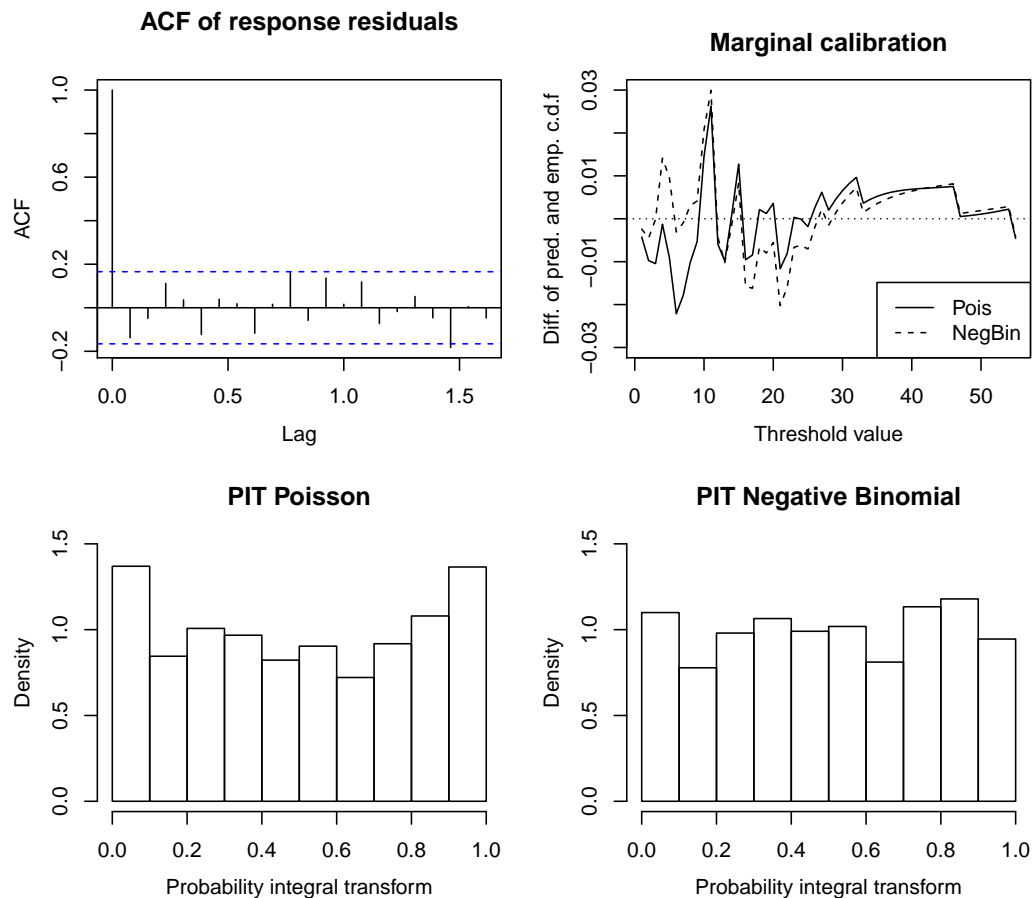 ACF of response residuals
ACF
−0.2
0.2
0.6
1.0
0.0
0.5
1.0
1.5
Lag
Marginal calibration
Diff. of pred. and emp. c.d.f
−0.03
−0.01
0.01
0.03
Pois
NegBin
0
10
20
30
40
50
Threshold value
PIT Poisson
Density
0.0
0.5
1.0
1.5
0.0
0.2
0.4
0.6
0.8
1.0
Probability integral transform
PIT Negative Binomial
Density
0.0
0.5
1.0
1.5
0.0
0.2
0.4
0.6
0.8
1.0
Probability integral transform